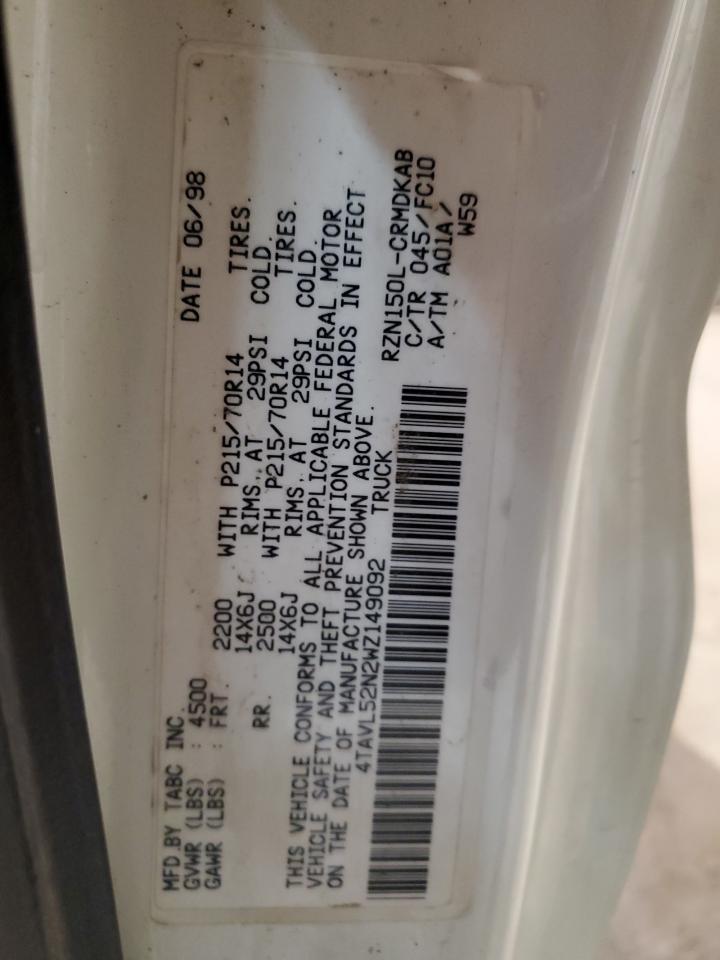 MFD.BY TABC INC. DATE 06/98
GVWR (LBS) : 4500
GAWR (LBS) : FRT. 2200 WITH P215/70R14 TIRES.
14X6J RIMS, AT 29PSI COLD.
RR. 2500 WITH P215/70R14 TIRES.
14X6J RIMS, AT 29PSI COLD.
THIS VEHICLE CONFORMS TO ALL APPLICABLE FEDERAL MOTOR
VEHICLE SAFETY AND THEFT PREVENTION STANDARDS IN EFFECT
ON THE DATE OF MANUFACTURE SHOWN ABOVE.
4TAVL52N2WZ149092 TRUCK
RZN150L-CRMDKAB
C/TR 045/FC10
A/TM A01A/
W59